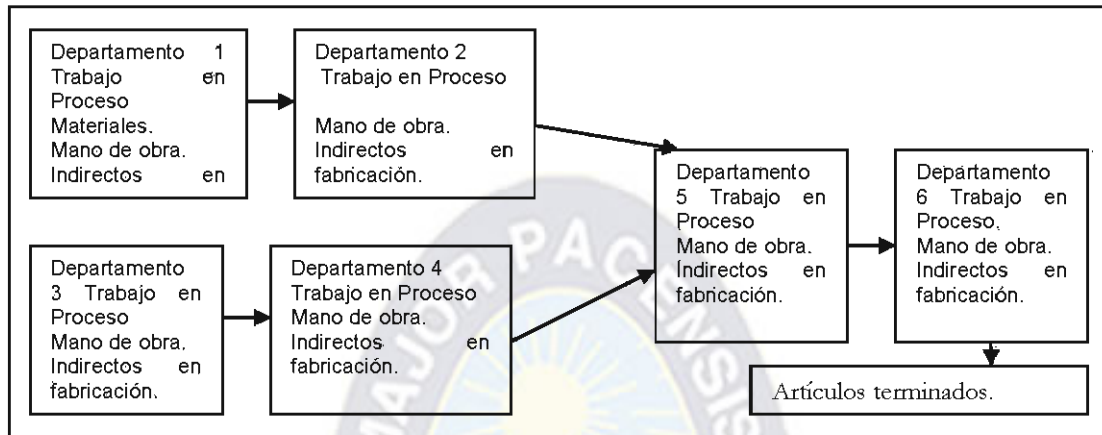 Departamento 1
Trabajo en
Proceso
Materiales.
Mano de obra.
Indirectos en
Departamento 2
Trabajo en Proceso
Mano de obra.
Indirectos en
fabricación.
Departamento
5 Trabajo en
Proceso
Mano de obra.
Indirectos en
fabricación.
Departamento
6 Trabajo en
Proceso,
Mano de obra.
Indirectos en
fabricación.
Departamento
3 Trabajo en
Proceso
Mano de obra,
Indirectos en
fabricación.
Departamento 4
Trabajo en Proceso
Mano de obra.
Indirectos en
fabricación.
Artículos terminados.
MAJOR PACENSIS